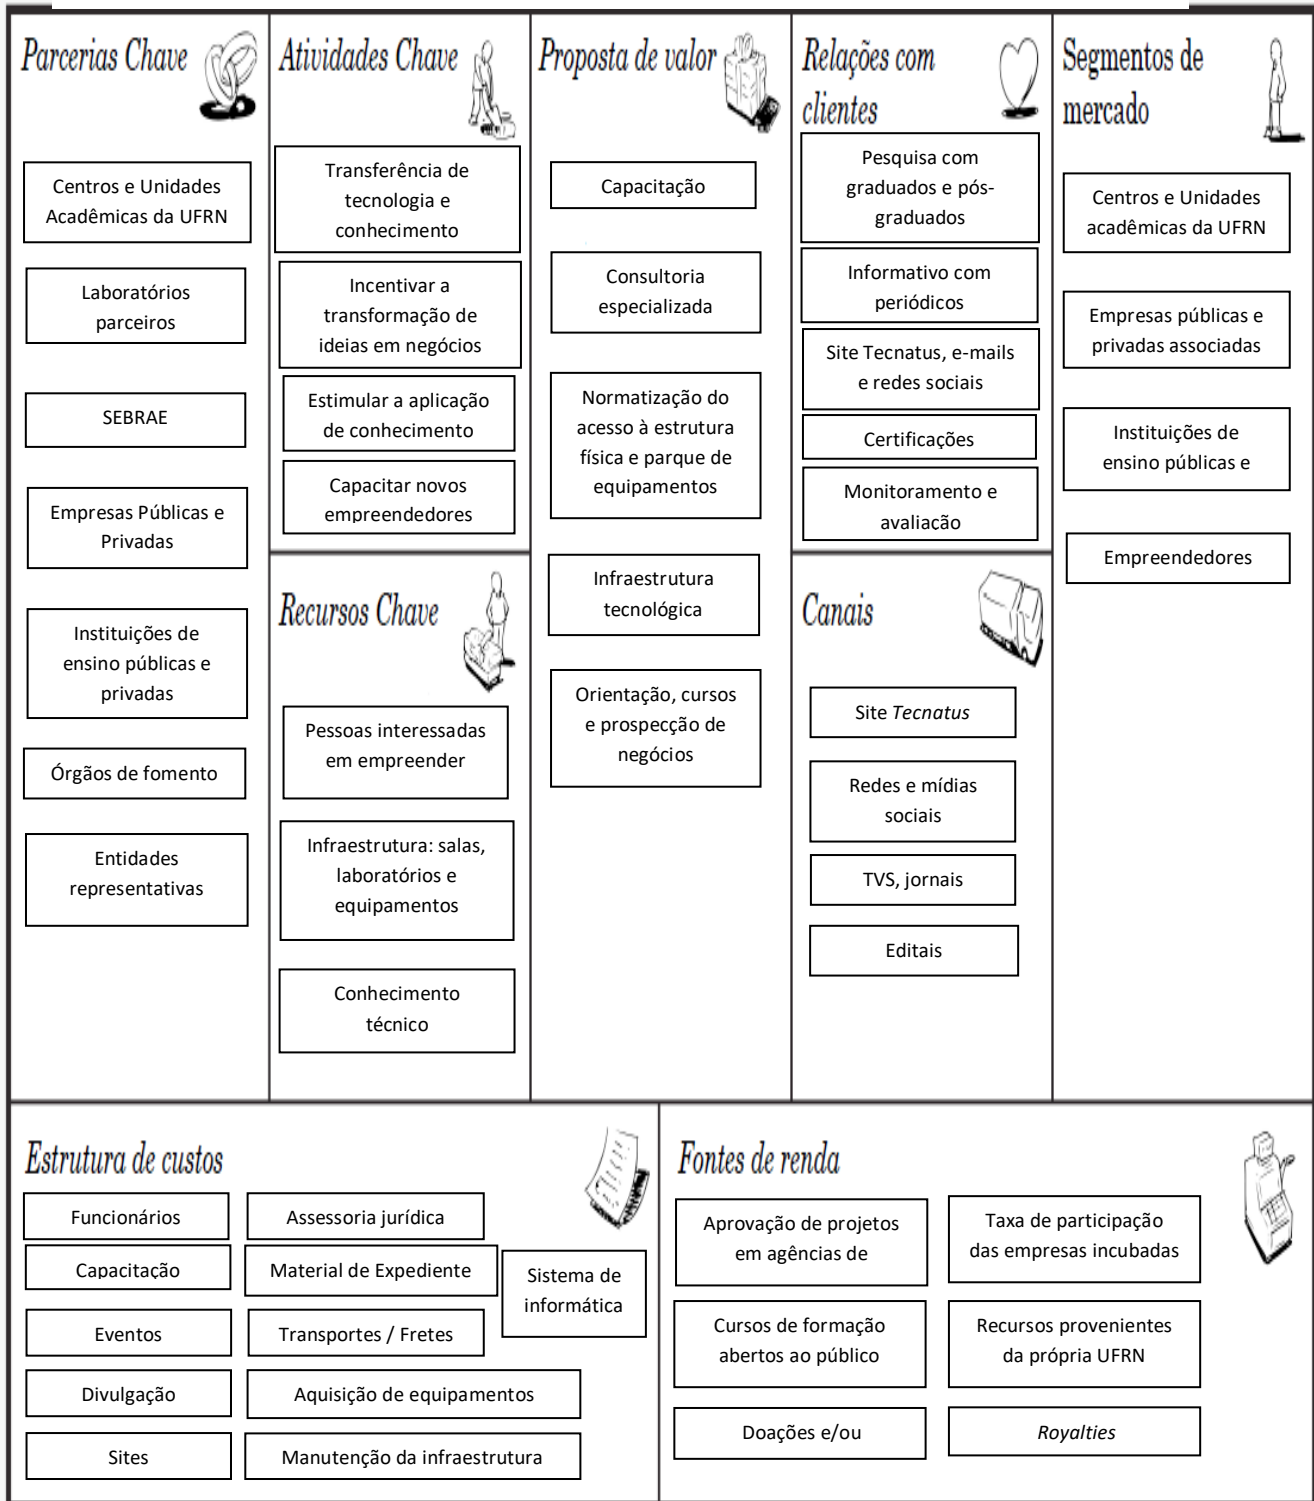 Parcerias Chave
Centros e Unidades
Acadêmicas da UFRN
Laboratórios
parceiros
SEBRAE
Empresas Públicas e
Privadas
Instituições de
ensino públicas e
privadas
Órgãos de fomento
Entidades
representativas
Atividades Chave
Transferência de
tecnologia e
conhecimento
Incentivar a
transformação de
ideias em negócios
Estimular a aplicação
de conhecimento
Capacitar novos
empreendedores
Recursos Chave
Pessoas interessadas
em empreender
Infraestrutura: salas,
laboratórios e
equipamentos
Conhecimento
técnico
Proposta de valor
Capacitação
Consultoria
especializada
Normatização do
acesso à estrutura
física e parque de
equipamentos
Infraestrutura
tecnológica
Orientação, cursos
e prospecção de
negócios
Relações com
clientes
Pesquisa com
graduados e pós-
graduados
Informativo com
periódicos
Site Tecnatus, e-mails
e redes sociais
Certificações
Monitoramento e
avaliação
Canais
Site Tecnatus
Redes e mídias
sociais
TVS, jornais
Editais
Segmentos de
mercado
Centros e Unidades
acadêmicas da UFRN
Empresas públicas e
privadas associadas
Instituições de
ensino públicas e
Empreendedores
Estrutura de custos
Funcionários
Capacitação
Eventos
Divulgação
Sites
Assessoria jurídica
Material de Expediente
Transportes / Fretes
Aquisição de equipamentos
Manutenção da infraestrutura
Sistema de
informática
Fontes de renda
Aprovação de projetos
em agências de
Cursos de formação
abertos ao público
Doações e/ou
Taxa de participação
das empresas incubadas
Recursos provenientes
da própria UFRN
Royalties